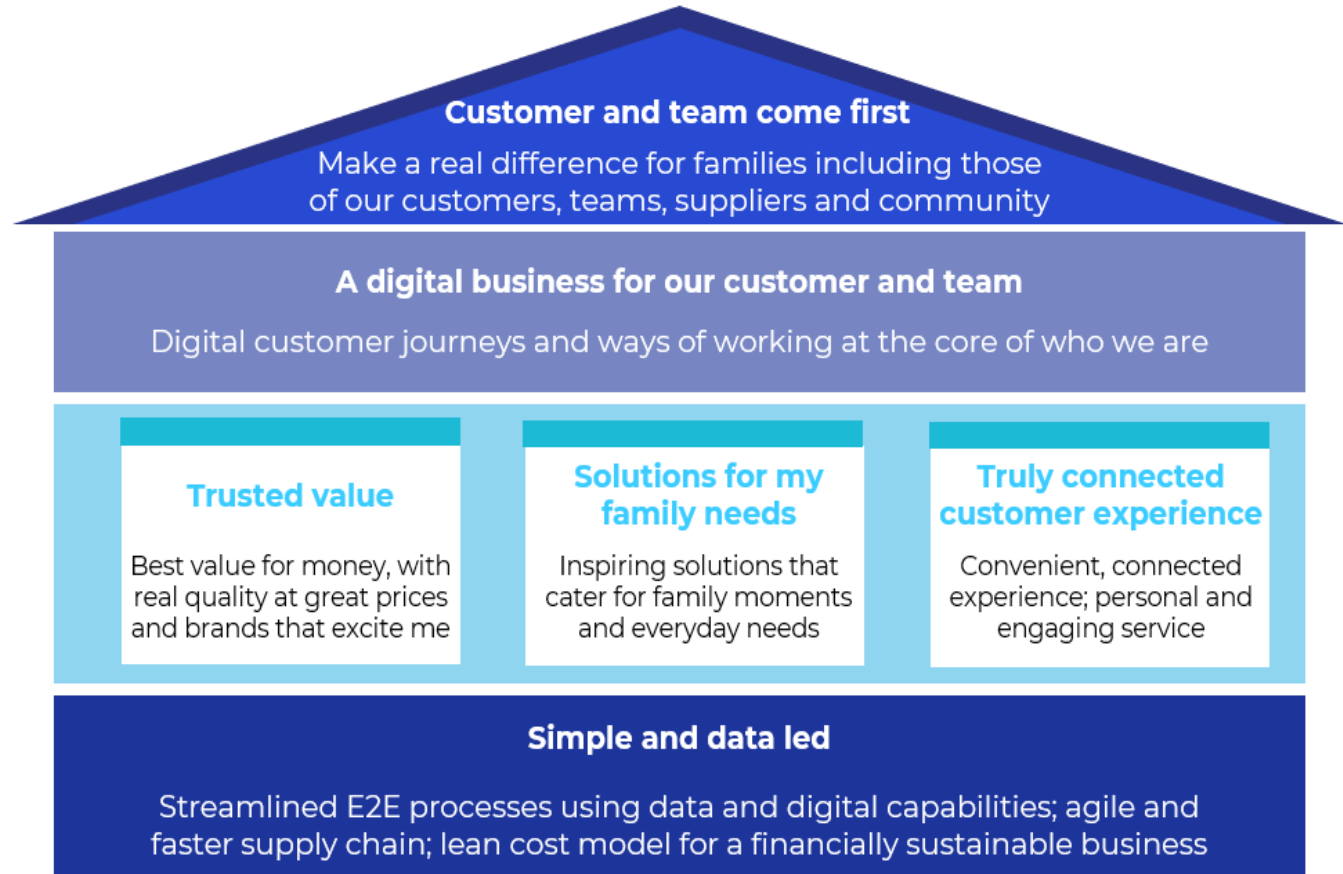 Customer and team come first
Make a real difference for families including those
of our customers, teams, suppliers and community
A digital business for our customer and team
Digital customer journeys and ways of working at the core of who we are
Trusted value
Best value for money, with
real quality at great prices
and brands that excite me
Solutions for my
family needs
Inspiring solutions that
cater for family moments
and everyday needs
Truly connected
customer experience
Convenient, connected
experience; personal and
engaging service
Simple and data led
Streamlined E2E processes using data and digital capabilities; agile and
faster supply chain; lean cost model for a financially sustainable business